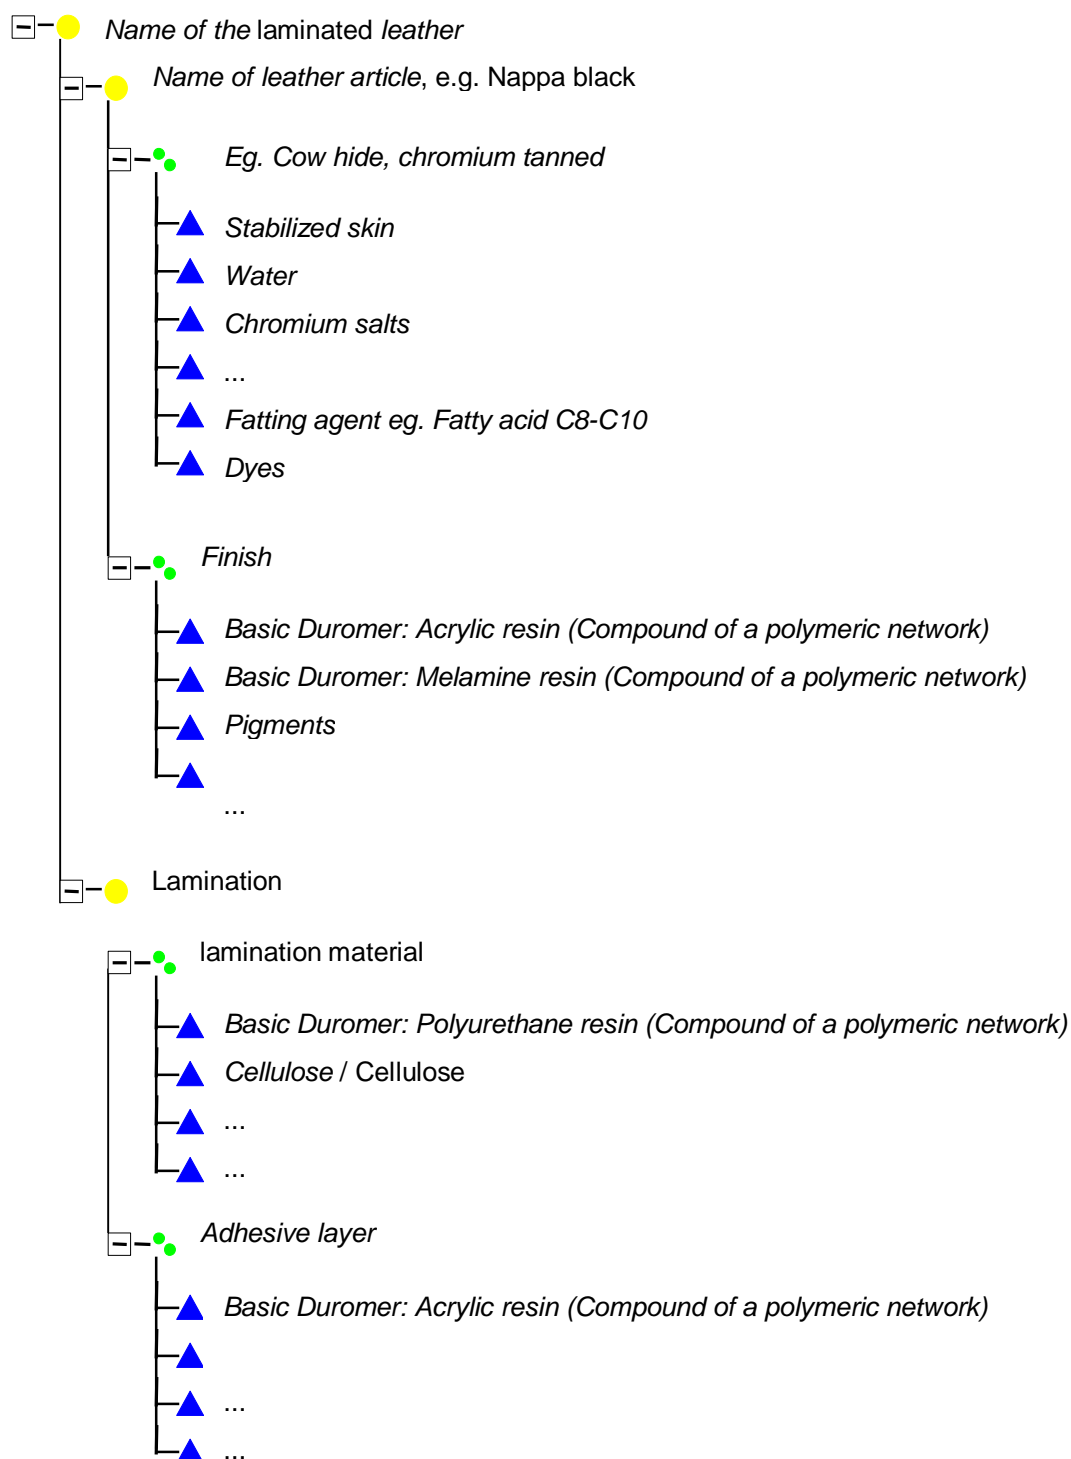 Name of the laminated leather
Name of leather article, e.g. Nappa black
Eg. Cow hide, chromium tanned
Stabilized skin
Water
Chromium salts
...
Fatting agent eg. Fatty acid C8-C10
Dyes
Finish
Basic Duromer: Acrylic resin (Compound of a polymeric network)
Basic Duromer: Melamine resin (Compound of a polymeric network)
Pigments
...
Lamination
lamination material
Basic Duromer: Polyurethane resin (Compound of a polymeric network)
Cellulose / Cellulose
...
...
Adhesive layer
Basic Duromer: Acrylic resin (Compound of a polymeric network)
...
...